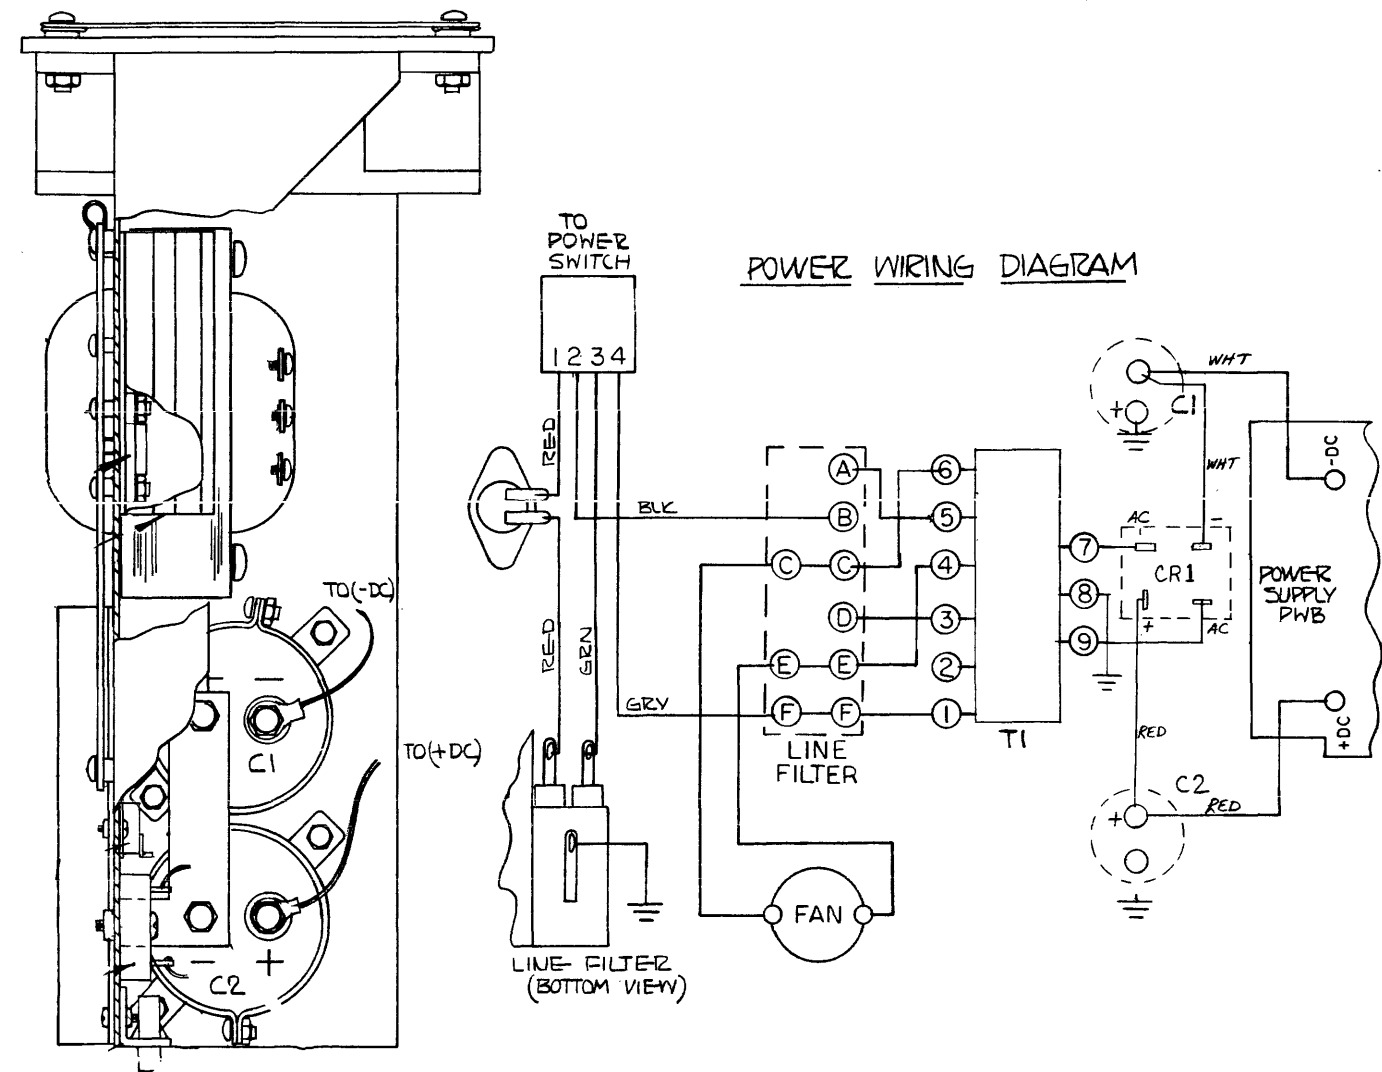 TO
POWER
SWITCH
POWER WIRING DIAGRAM
1 2 3 4
RED
BLK
RED
GRN
GRY
A
B
C C
D
E E
F F
LINE
FILTER
6
5
4
3
2
1
T1
7
8
9
WHT
C1
+
WHT
AC
-
CR1
+
AC
-DC
POWER
SUPPLY
PWB
+DC
RED
C2
RED
+
FAN
TO(-DC)
- -
C1
TO(+DC)
- +
C2
LINE FILTER
(BOTTOM VIEW)